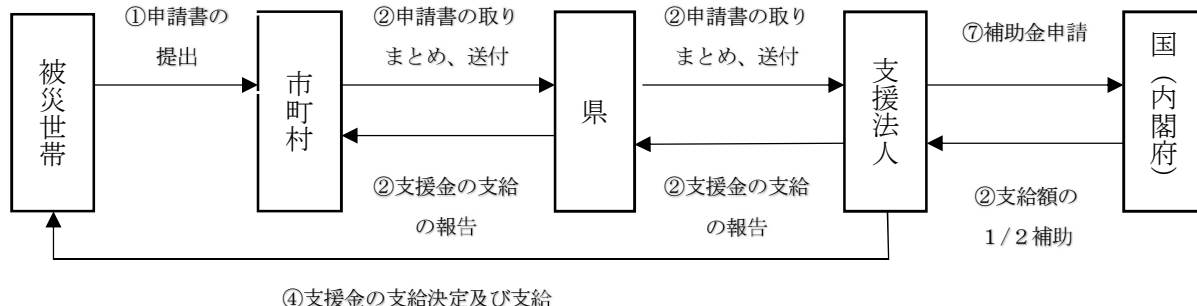 ①申請書の
提出
②申請書の取り
まとめ、送付
②申請書の取り
まとめ、送付
⑦補助金申請
被災世帯
市町村
県
支援法人
国（内閣府）
②支援金の支給
の報告
②支援金の支給
の報告
②支給額の
１/２補助
④支援金の支給決定及び支給